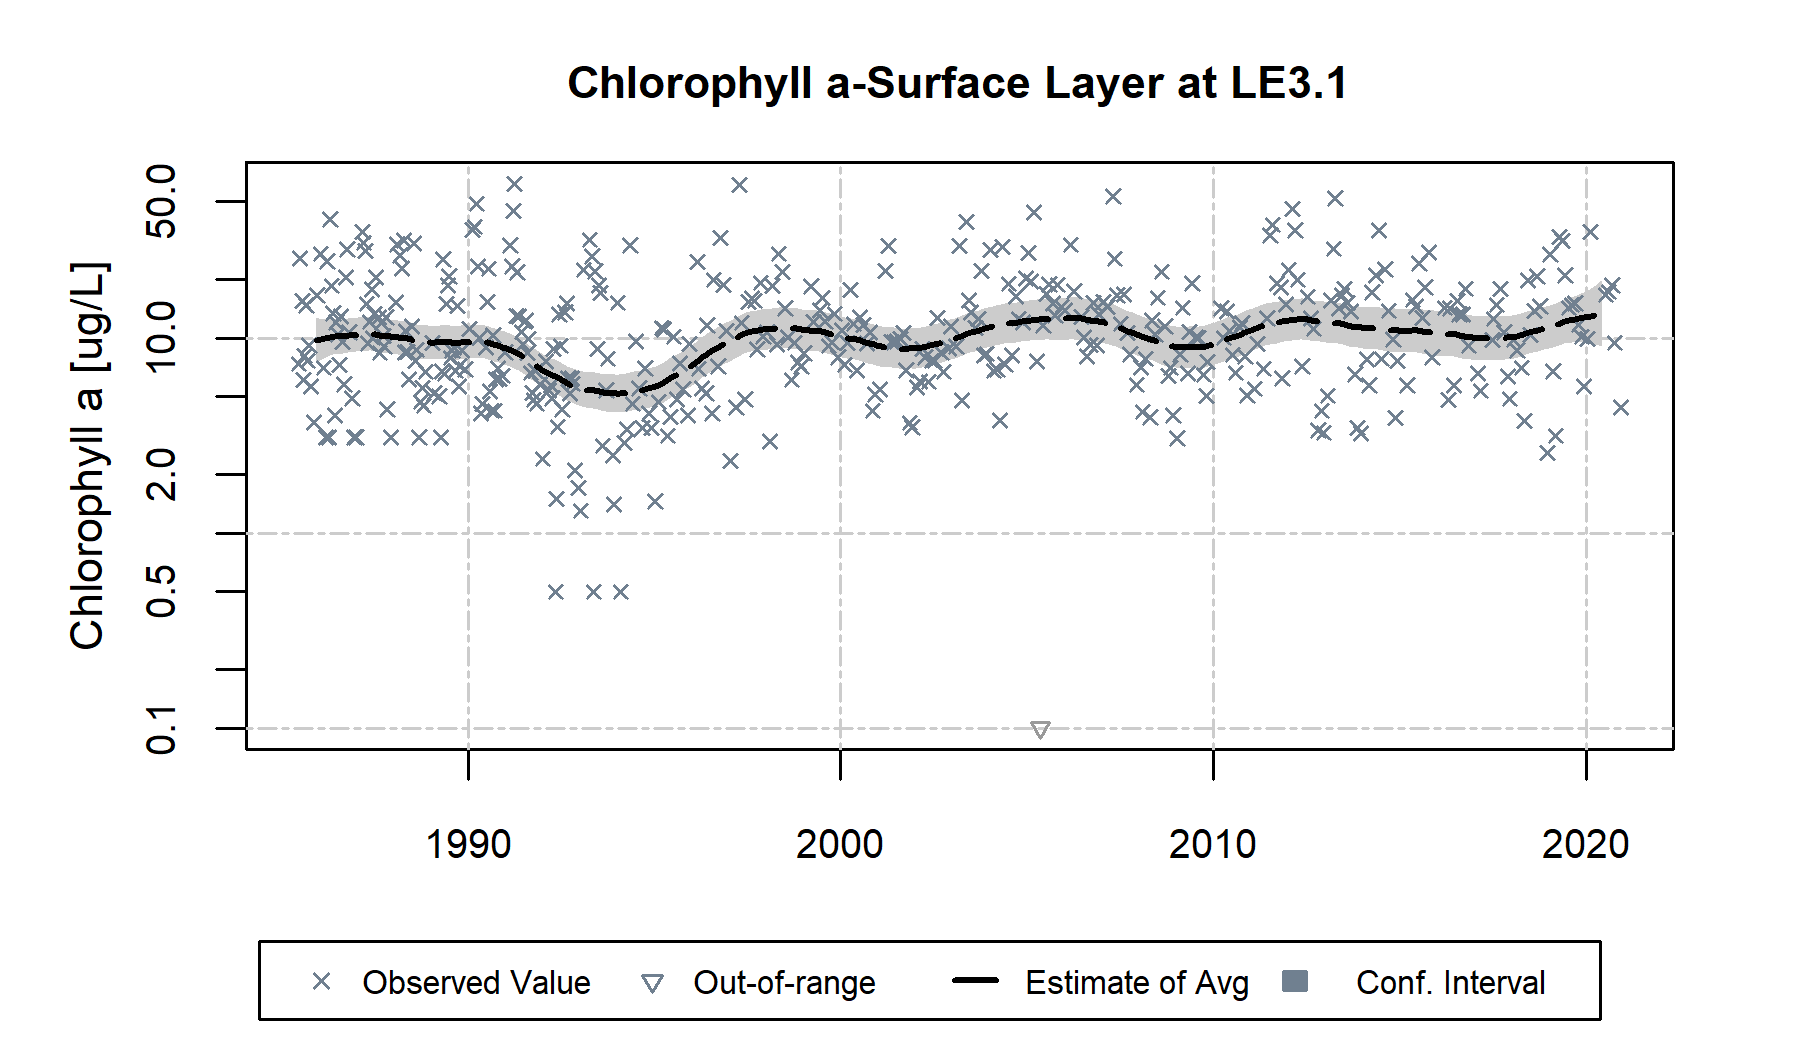 Chlorophyll a-Surface Layer at LE3.1
Chlorophyll a [ug/L]
50.0
10.0
2.0
0.5
0.1
1990 2000 2010 2020
Observed Value Out-of-range Estimate of Avg Conf. Interval